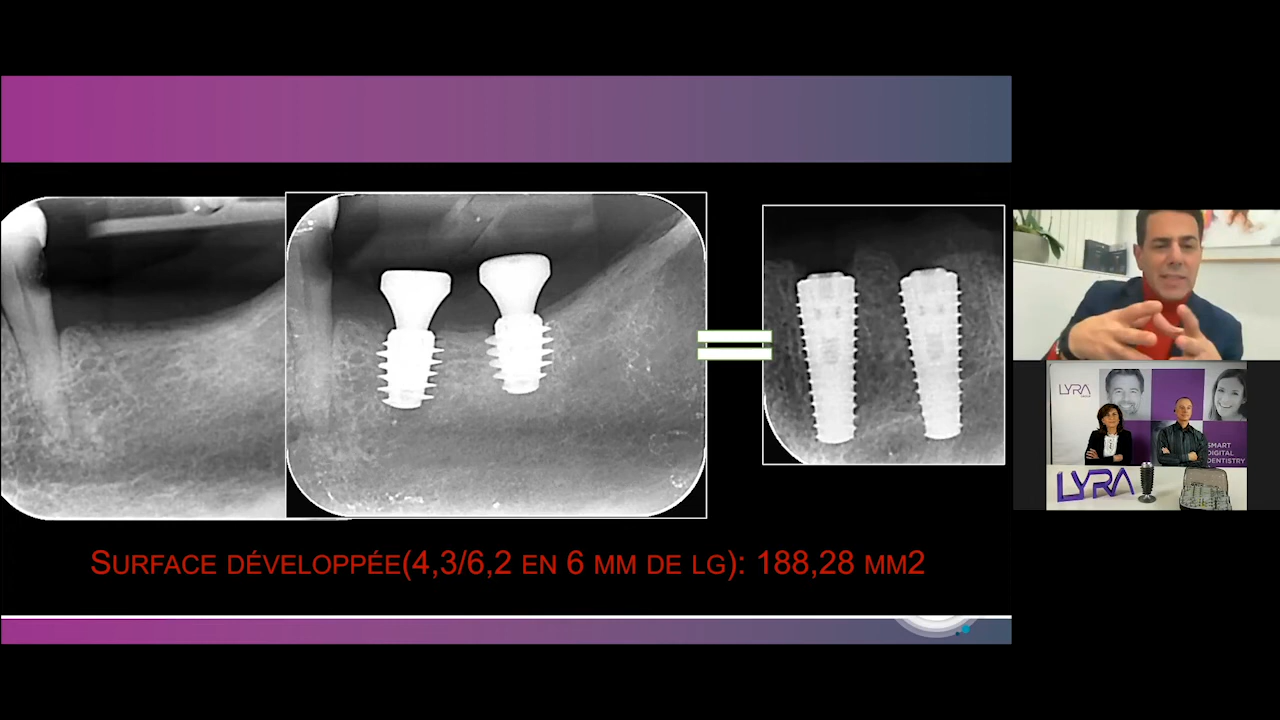 SURFACE DÉVELOPPÉE(4,3/6,2 EN 6 MM DE LG): 188,28 MM2
LYRA
SMART
DIGITAL
DENTISTRY
LYRA